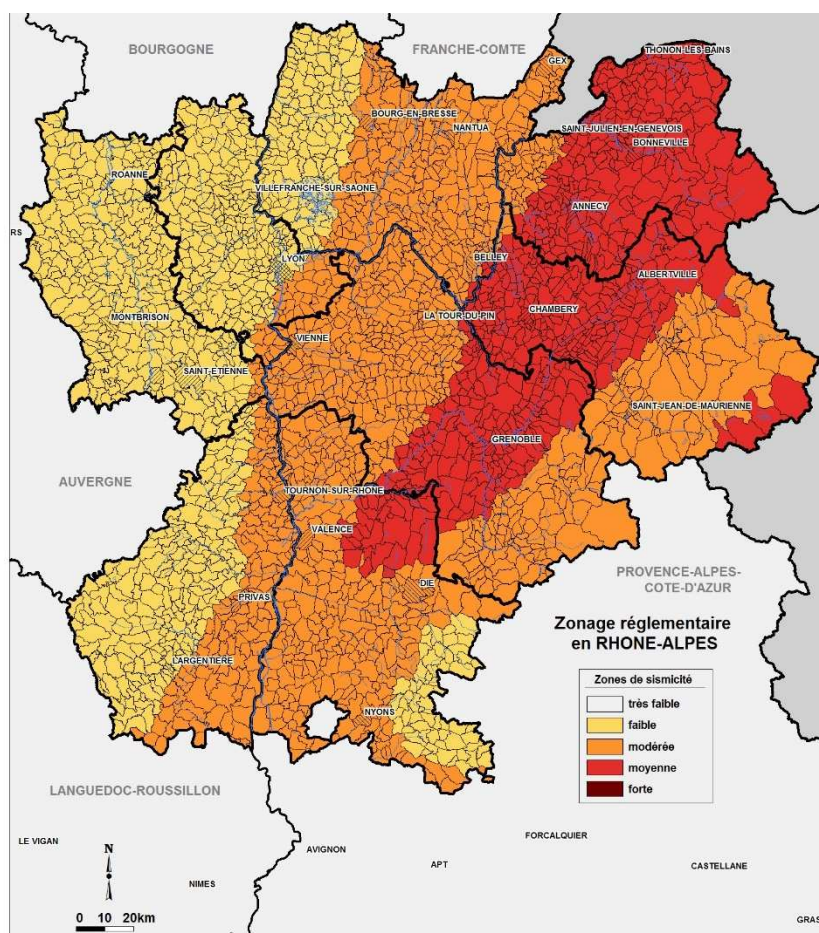 BOURGOGNE
FRANCHE-COMTE
THONON-LES-BAINS
GEX
BOURG-EN-BRESSE
NANTUA
SAINT-JULIEN-EN-GENEVOIS
BONNEVILLE
ROANNE
VILLEFRANCHE-SUR-SAONE
ANNECY
RS
LYON
BELLEY
ALBERTVILLE
MONTBRISON
LA TOUR-DU-PIN
CHAMBERY
VIENNE
SAINT-ETIENNE
SAINT-JEAN-DE-MAURIENNE
GRENOBLE
AUVERGNE
TOURNON-SUR-RHONE
VALENCE
PROVENCE-ALPES-
COTE-D'AZUR
DIE
PRIVAS
Zonage réglementaire
en RHONE-ALPES
LARGENTIERE
Zones de sismicité
très faible
faible
modérée
moyenne
forte
NYONS
LANGUEDOC-ROUSSILLON
LE VIGAN
N
AVIGNON
FORCALQUIER
APT
CASTELLANE
NIMES
0 10 20km
GRAS